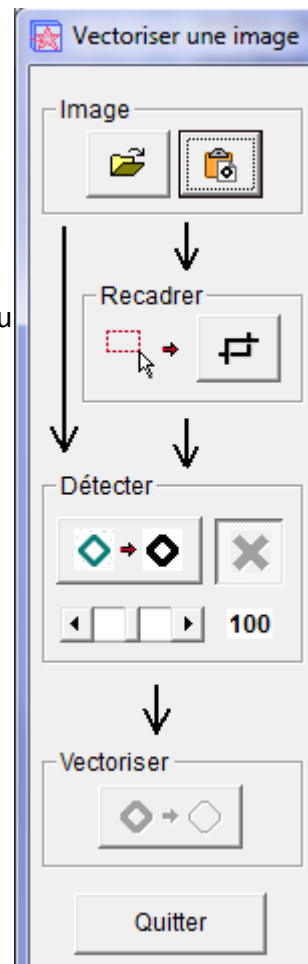 Vectoriser une image
Image
Recadrer
u
Détecter
100
Vectoriser
Quitter